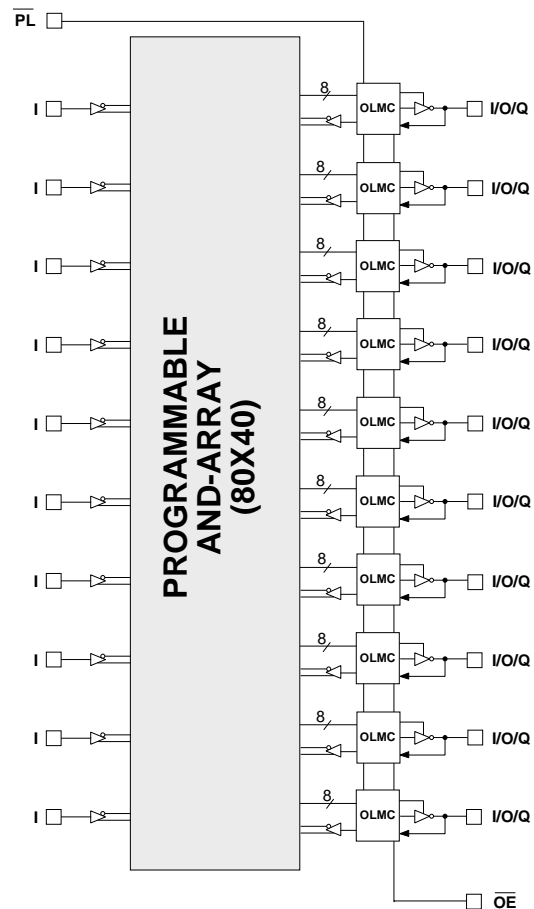 PL
8
I OLMC I/O/Q
8
I OLMC I/O/Q
8
I OLMC I/O/Q
8
I OLMC I/O/Q
8
I OLMC I/O/Q
8
I OLMC I/O/Q
8
I OLMC I/O/Q
8
I OLMC I/O/Q
8
I OLMC I/O/Q
8
I OLMC I/O/Q
PROGRAMMABLE
AND-ARRAY
(80X40)
OE